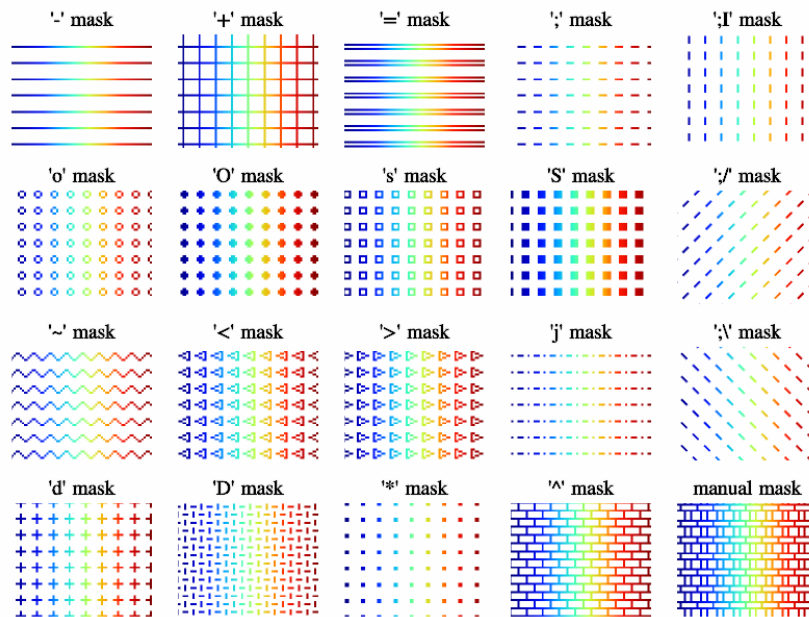 '-' mask
'+' mask
'=' mask
';' mask
';I' mask
'o' mask
'O' mask
's' mask
'S' mask
';/' mask
'~' mask
'<' mask
'>' mask
'j' mask
';\' mask
'd' mask
'D' mask
'*' mask
'^' mask
manual mask